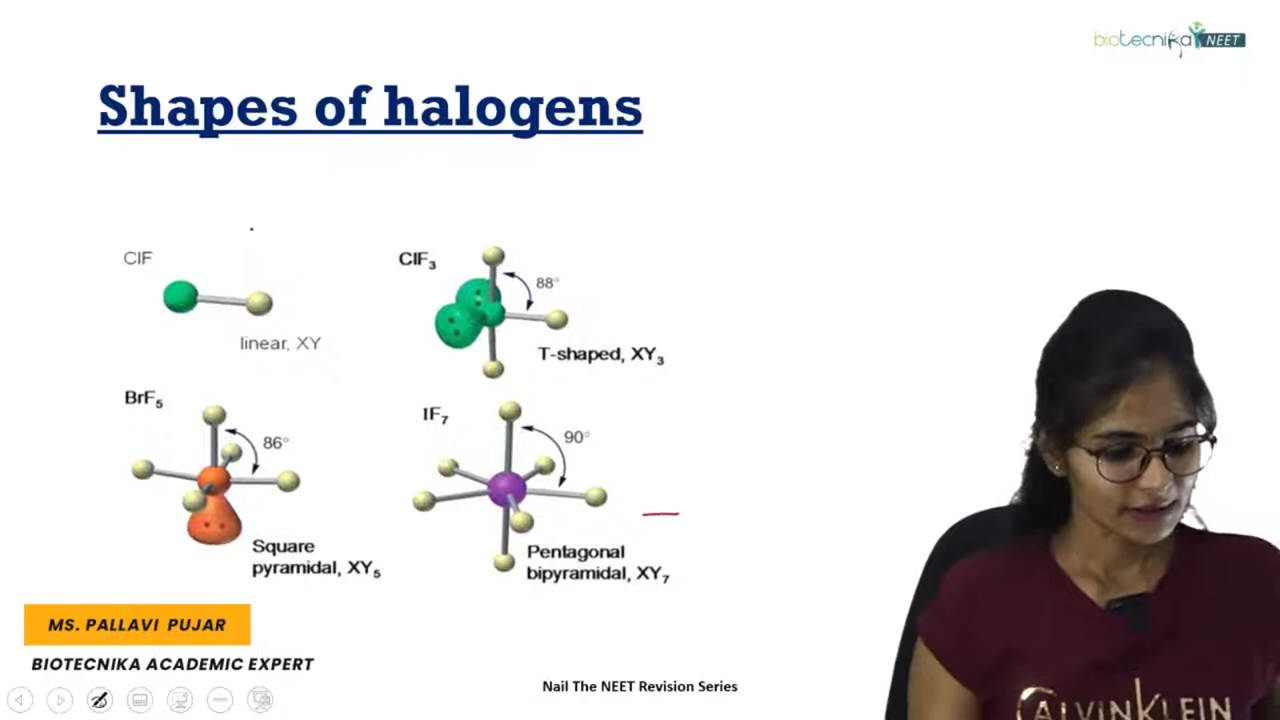 biotecnika NEET
Shapes of halogens
ClF
linear, XY
ClF₃
88°
T-shaped, XY₃
BrF₅
86°
Square
pyramidal, XY₅
IF₇
90°
Pentagonal
bipyramidal, XY₇
MS. PALLAVI PUJAR
BIOTECNIKA ACADEMIC EXPERT
Nail The NEET Revision Series
CALVIN KLEIN